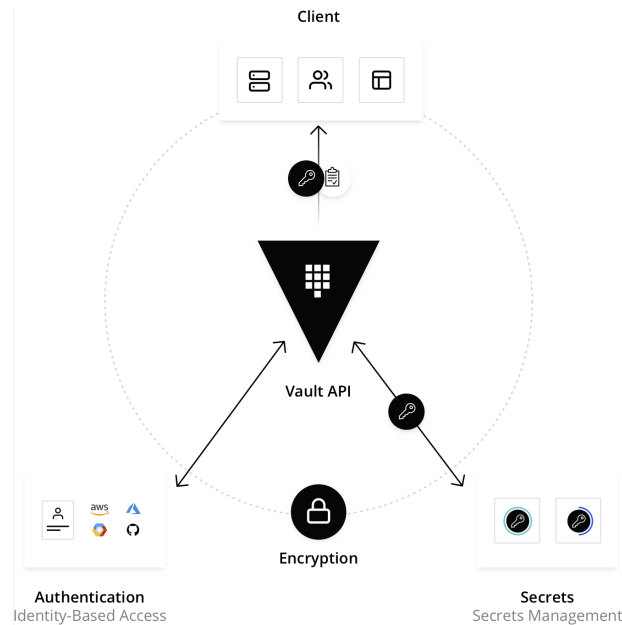 Client
Vault API
aws
Encryption
Authentication
Identity-Based Access
Secrets
Secrets Management